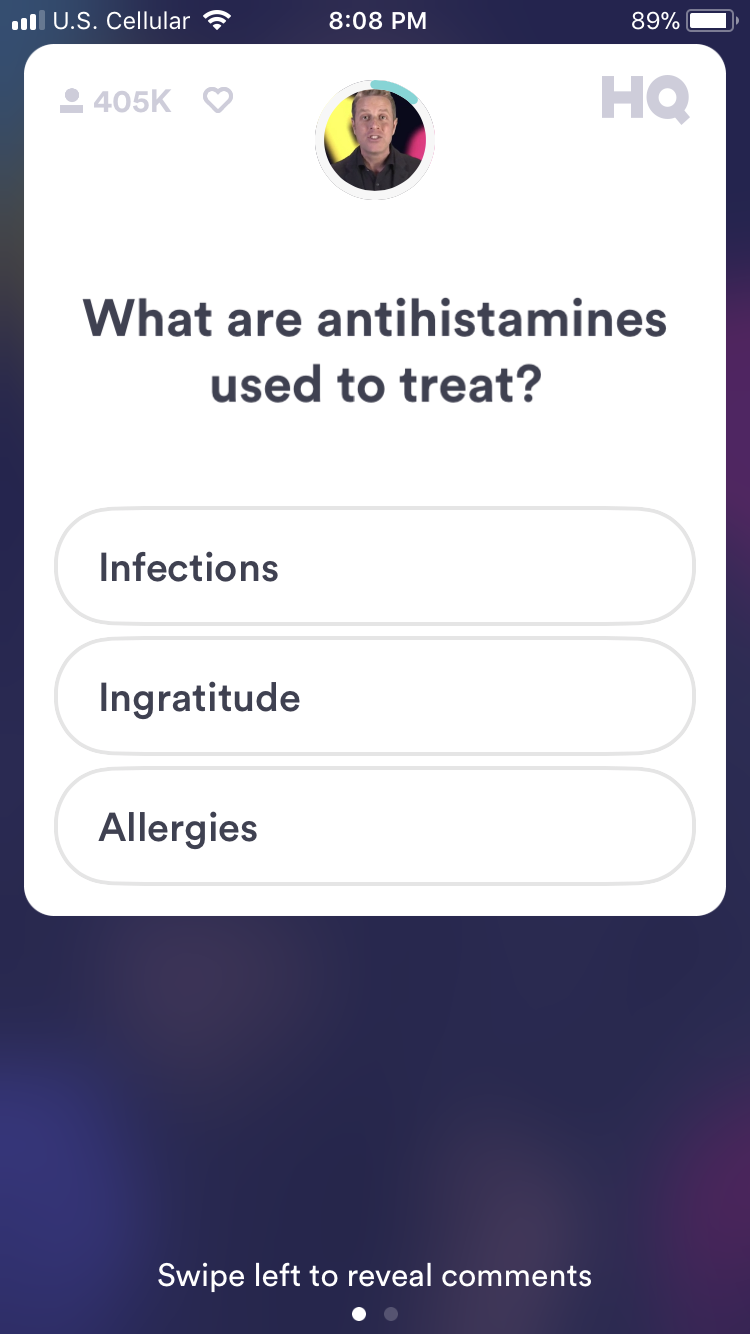 U.S. Cellular 8:08 PM 89%
405K HQ
What are antihistamines
used to treat?
Infections
Ingratitude
Allergies
Swipe left to reveal comments